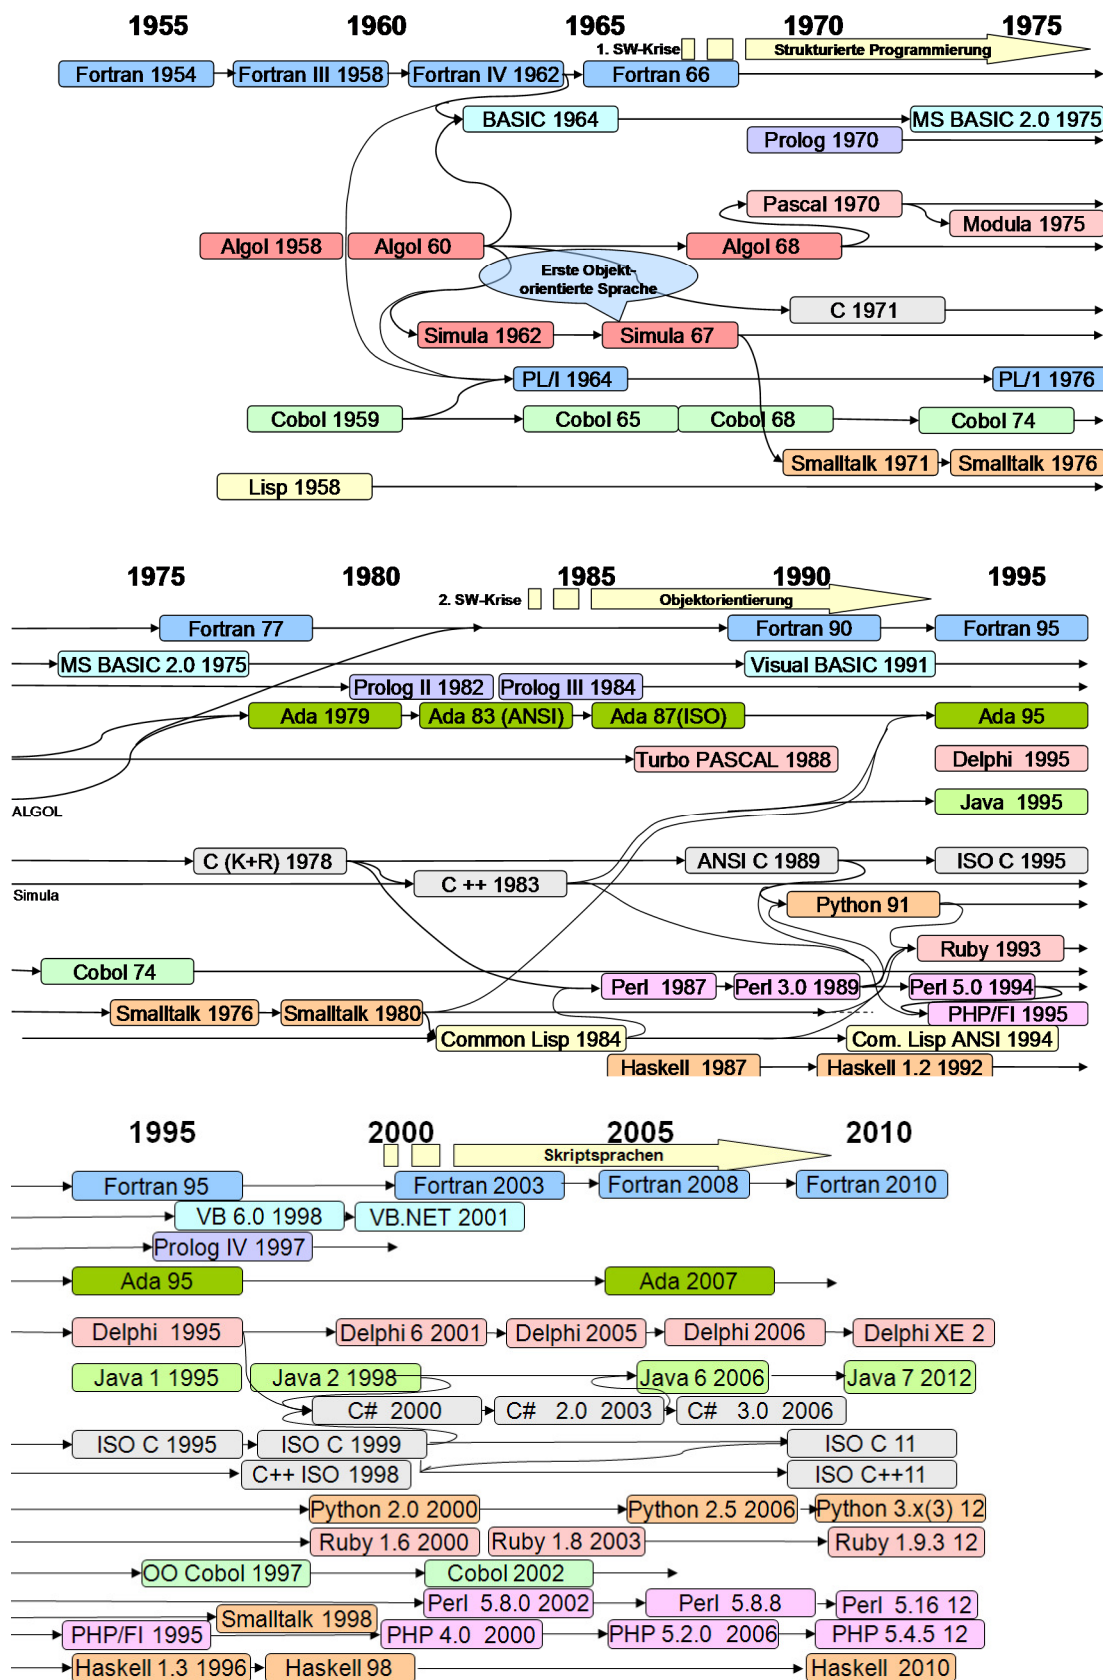 1955 1960 1965 1970 1975
1. SW-Krise Strukturierte Programmierung
Fortran 1954 Fortran III 1958 Fortran IV 1962 Fortran 66
BASIC 1964 MS BASIC 2.0 1975
Prolog 1970
Pascal 1970
Modula 1975
Algol 1958 Algol 60 Algol 68
Erste Objekt-
orientierte Sprache
C 1971
Simula 1962 Simula 67
PL/I 1964 PL/1 1976
Cobol 1959 Cobol 65 Cobol 68 Cobol 74
Smalltalk 1971 Smalltalk 1976
Lisp 1958
1975 1980 1985 1990 1995
2. SW-Krise Objektorientierung
Fortran 77 Fortran 90 Fortran 95
MS BASIC 2.0 1975 Visual BASIC 1991
Prolog II 1982 Prolog III 1984
Ada 1979 Ada 83 (ANSI) Ada 87(ISO) Ada 95
Turbo PASCAL 1988 Delphi 1995
Java 1995
ALGOL
C (K+R) 1978 ANSI C 1989 ISO C 1995
C ++ 1983
Simula
Python 91
Ruby 1993
Cobol 74
Perl 1987 Perl 3.0 1989 Perl 5.0 1994
Smalltalk 1976 Smalltalk 1980 PHP/FI 1995
Common Lisp 1984 Com. Lisp ANSI 1994
Haskell 1987 Haskell 1.2 1992
1995 2000 2005 2010
Skriptsprachen
Fortran 95 Fortran 2003 Fortran 2008 Fortran 2010
VB 6.0 1998 VB.NET 2001
Prolog IV 1997
Ada 95 Ada 2007
Delphi 1995 Delphi 6 2001 Delphi 2005 Delphi 2006 Delphi XE 2
Java 1 1995 Java 2 1998 Java 6 2006 Java 7 2012
C# 2000 C# 2.0 2003 C# 3.0 2006
ISO C 1995 ISO C 1999 ISO C 11
C++ ISO 1998 ISO C++11
Python 2.0 2000 Python 2.5 2006 Python 3.x(3) 12
Ruby 1.6 2000 Ruby 1.8 2003 Ruby 1.9.3 12
OO Cobol 1997 Cobol 2002
Perl 5.8.0 2002 Perl 5.8.8 Perl 5.16 12
Smalltalk 1998
PHP/FI 1995 PHP 4.0 2000 PHP 5.2.0 2006 PHP 5.4.5 12
Haskell 1.3 1996 Haskell 98 Haskell 2010